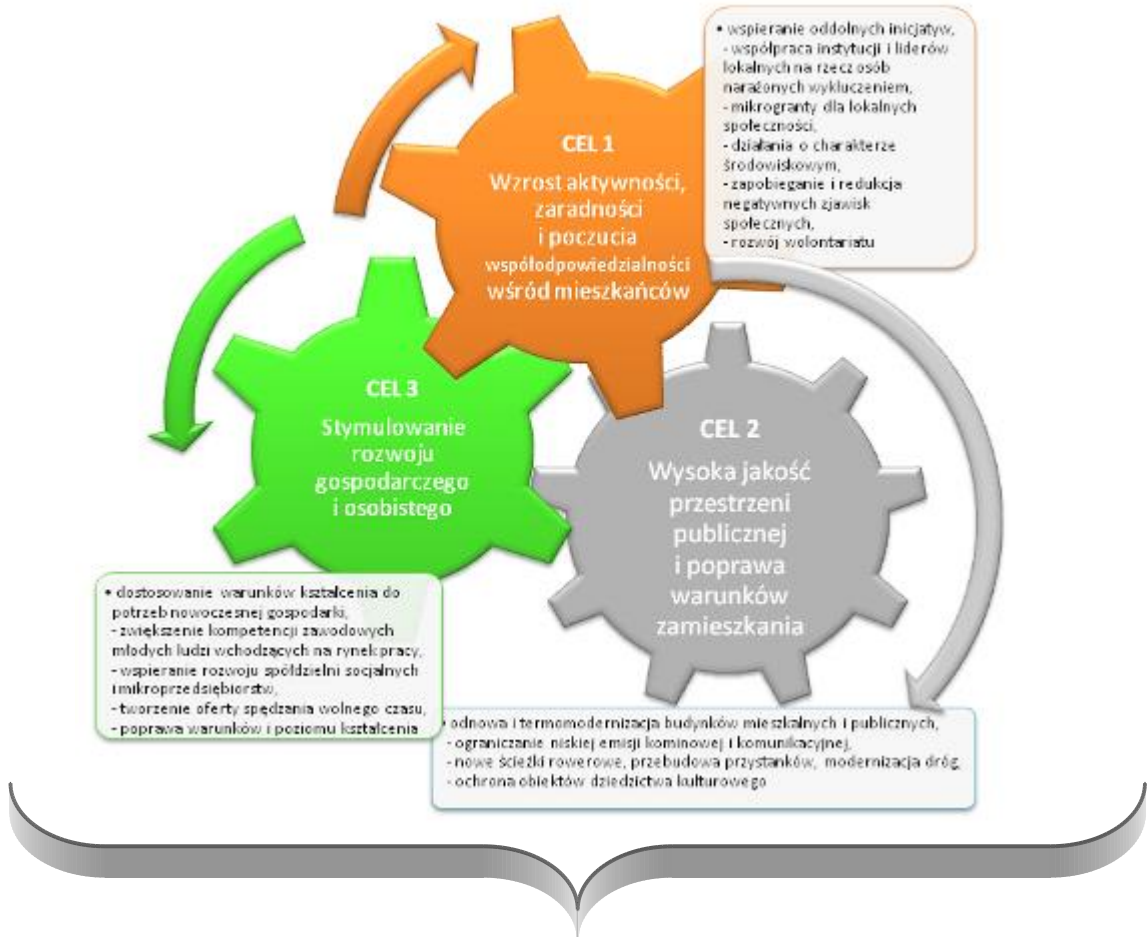 CEL 1
Wzrost aktywności,
zaradności
i poczucia
współodpowiedzialności
wśród mieszkańców
• wspieranie oddolnych inicjatyw,
- współpraca instytucji i liderów
lokalnych na rzecz osób
narażonych wykluczeniem,
- mikrogranty dla lokalnych
społeczności,
- działania o charakterze
środowiskowym,
- zapobieganie i redukcja
negatywnych zjawisk
społecznych,
- rozwój wolontariatu
CEL 2
Wysoka jakość
przestrzeni
publicznej
i poprawa
warunków
zamieszkania
• odnowa i termomodernizacja budynków mieszkalnych i publicznych,
- ograniczanie niskiej emisji kominowej i komunikacyjnej,
- nowe ścieżki rowerowe, przebudowa przystanków, modernizacja dróg,
- ochrona obiektów dziedzictwa kulturowego
CEL 3
Stymulowanie
rozwoju
gospodarczego
i osobistego
• dostosowanie warunków kształcenia do
potrzeb nowoczesnej gospodarki,
- zwiększenie kompetencji zawodowych
młodych ludzi wchodzących na rynek pracy,
- wspieranie rozwoju spółdzielni socjalnych
i mikroprzedsiębiorstw,
- tworzenie oferty spędzania wolnego czasu,
- poprawa warunków i poziomu kształcenia